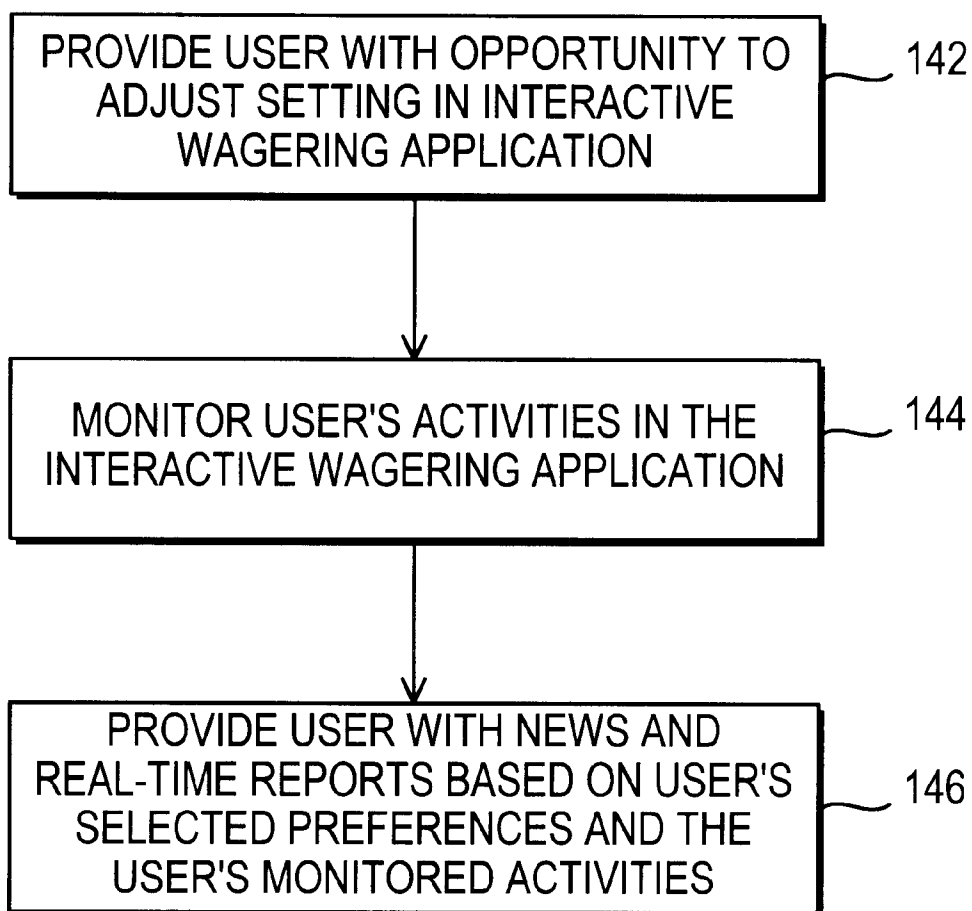 PROVIDE USER WITH OPPORTUNITY TO
ADJUST SETTING IN INTERACTIVE
WAGERING APPLICATION
142
MONITOR USER'S ACTIVITIES IN THE
INTERACTIVE WAGERING APPLICATION
144
PROVIDE USER WITH NEWS AND
REAL-TIME REPORTS BASED ON USER'S
SELECTED PREFERENCES AND THE
USER'S MONITORED ACTIVITIES
146